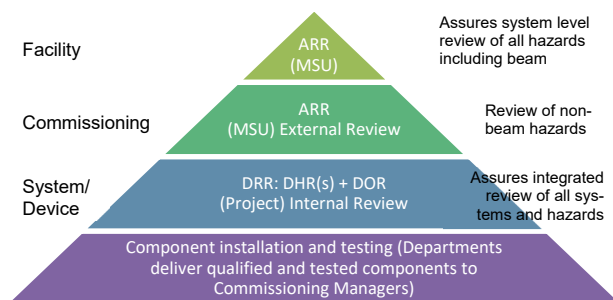 Facility
ARR
(MSU)
Assures system level
review of all hazards
including beam
Commissioning
ARR
(MSU) External Review
Review of non-
beam hazards
System/
Device
DRR: DHR(s) + DOR
(Project) Internal Review
Assures integrated
review of all sys-
tems and hazards
Component installation and testing (Departments
deliver qualified and tested components to
Commissioning Managers)